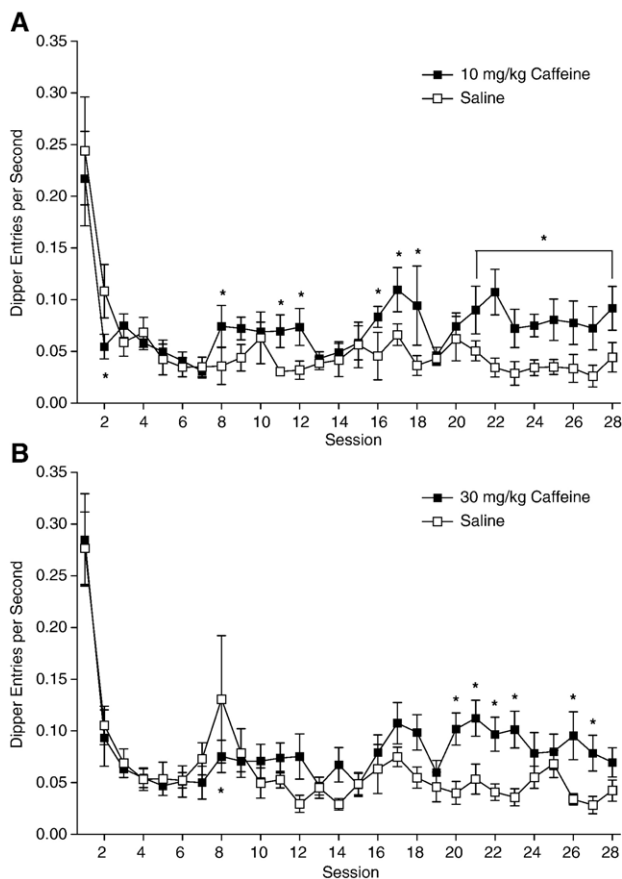 A
0.35
0.30
0.25
0.20
0.15
0.10
0.05
0.00
Dipper Entries per Second
10 mg/kg Caffeine
Saline
* * * * * * * * *
2 4 6 8 10 12 14 16 18 20 22 24 26 28
Session
B
0.35
0.30
0.25
0.20
0.15
0.10
0.05
0.00
Dipper Entries per Second
30 mg/kg Caffeine
Saline
* * * * * * *
2 4 6 8 10 12 14 16 18 20 22 24 26 28
Session